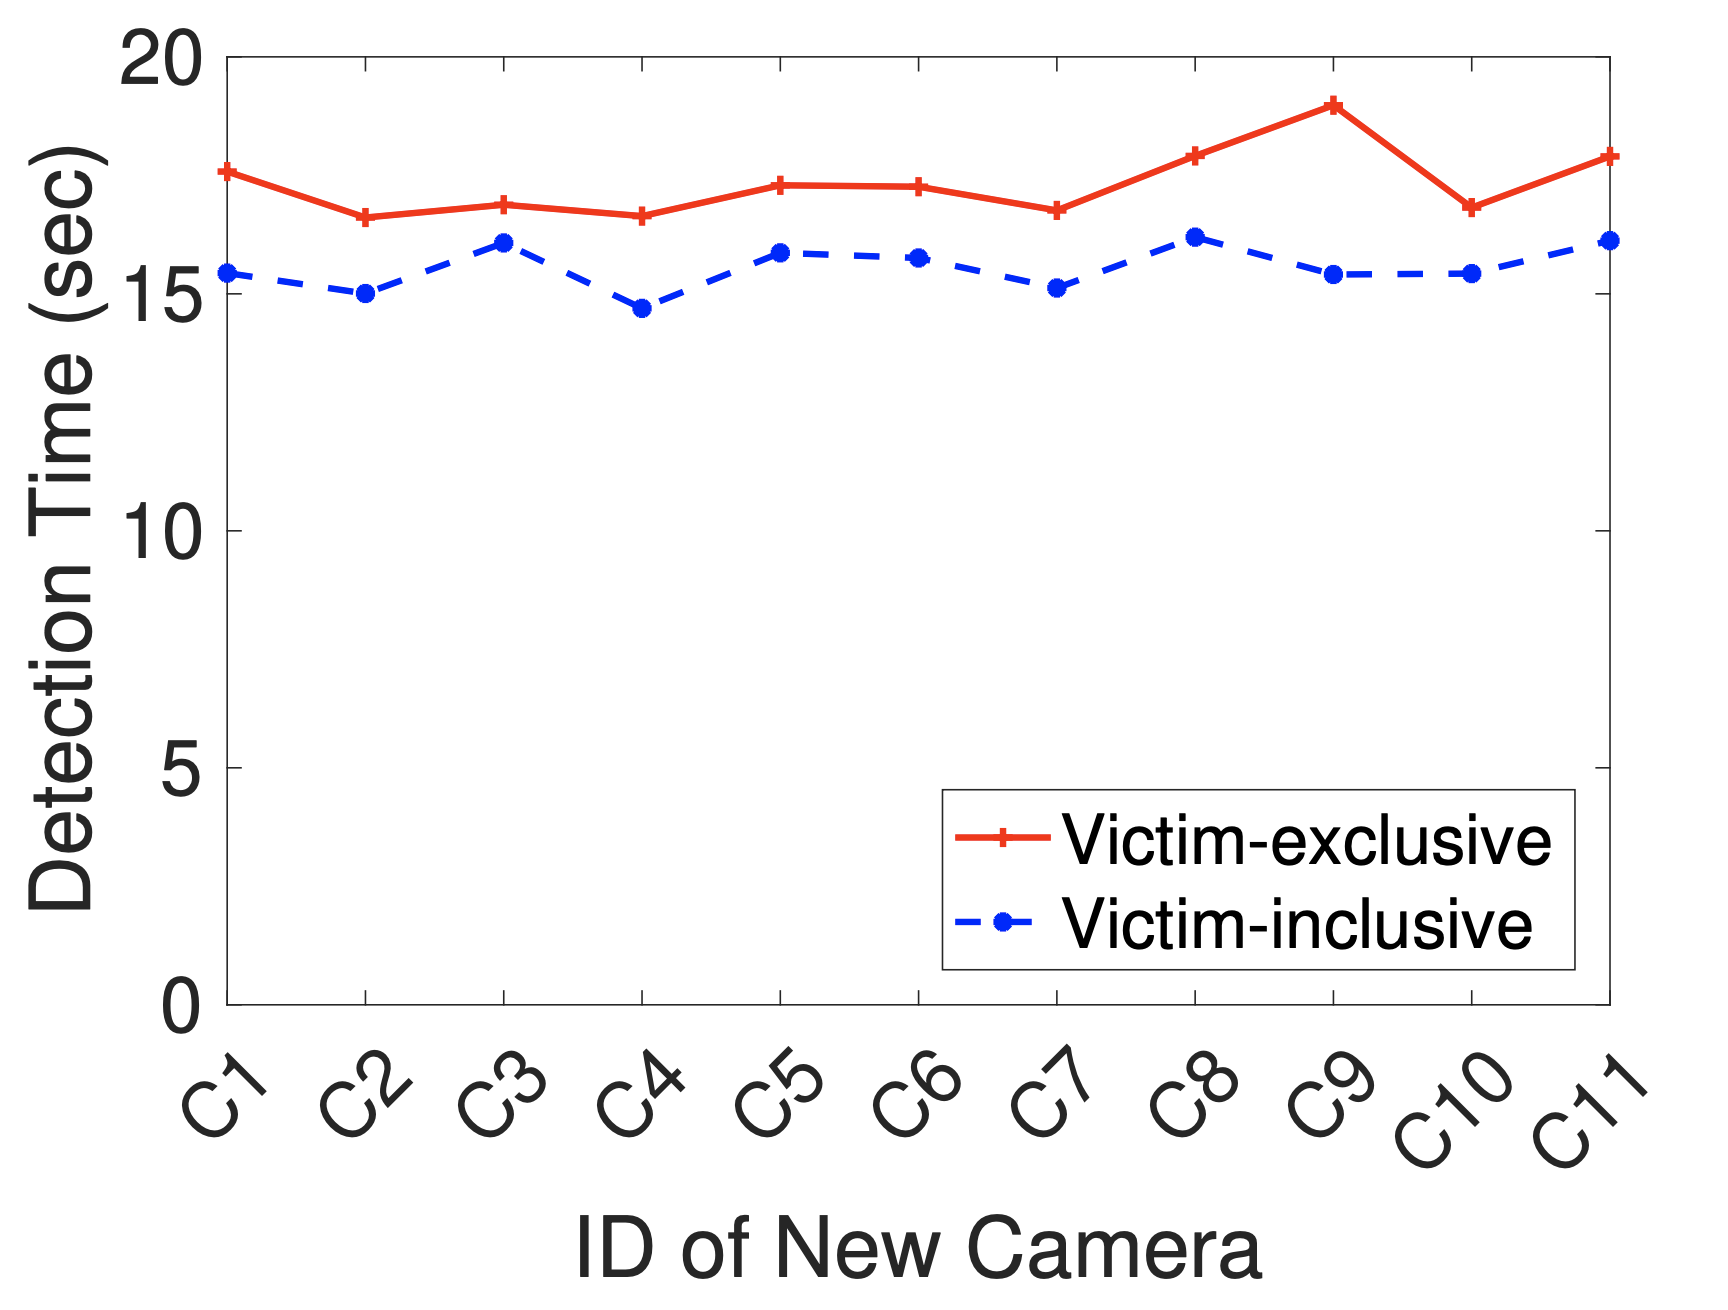 20
15
10
5
0
Detection Time (sec)
Victim-exclusive
Victim-inclusive
C1 C2 C3 C4 C5 C6 C7 C8 C9 C10 C11
ID of New Camera